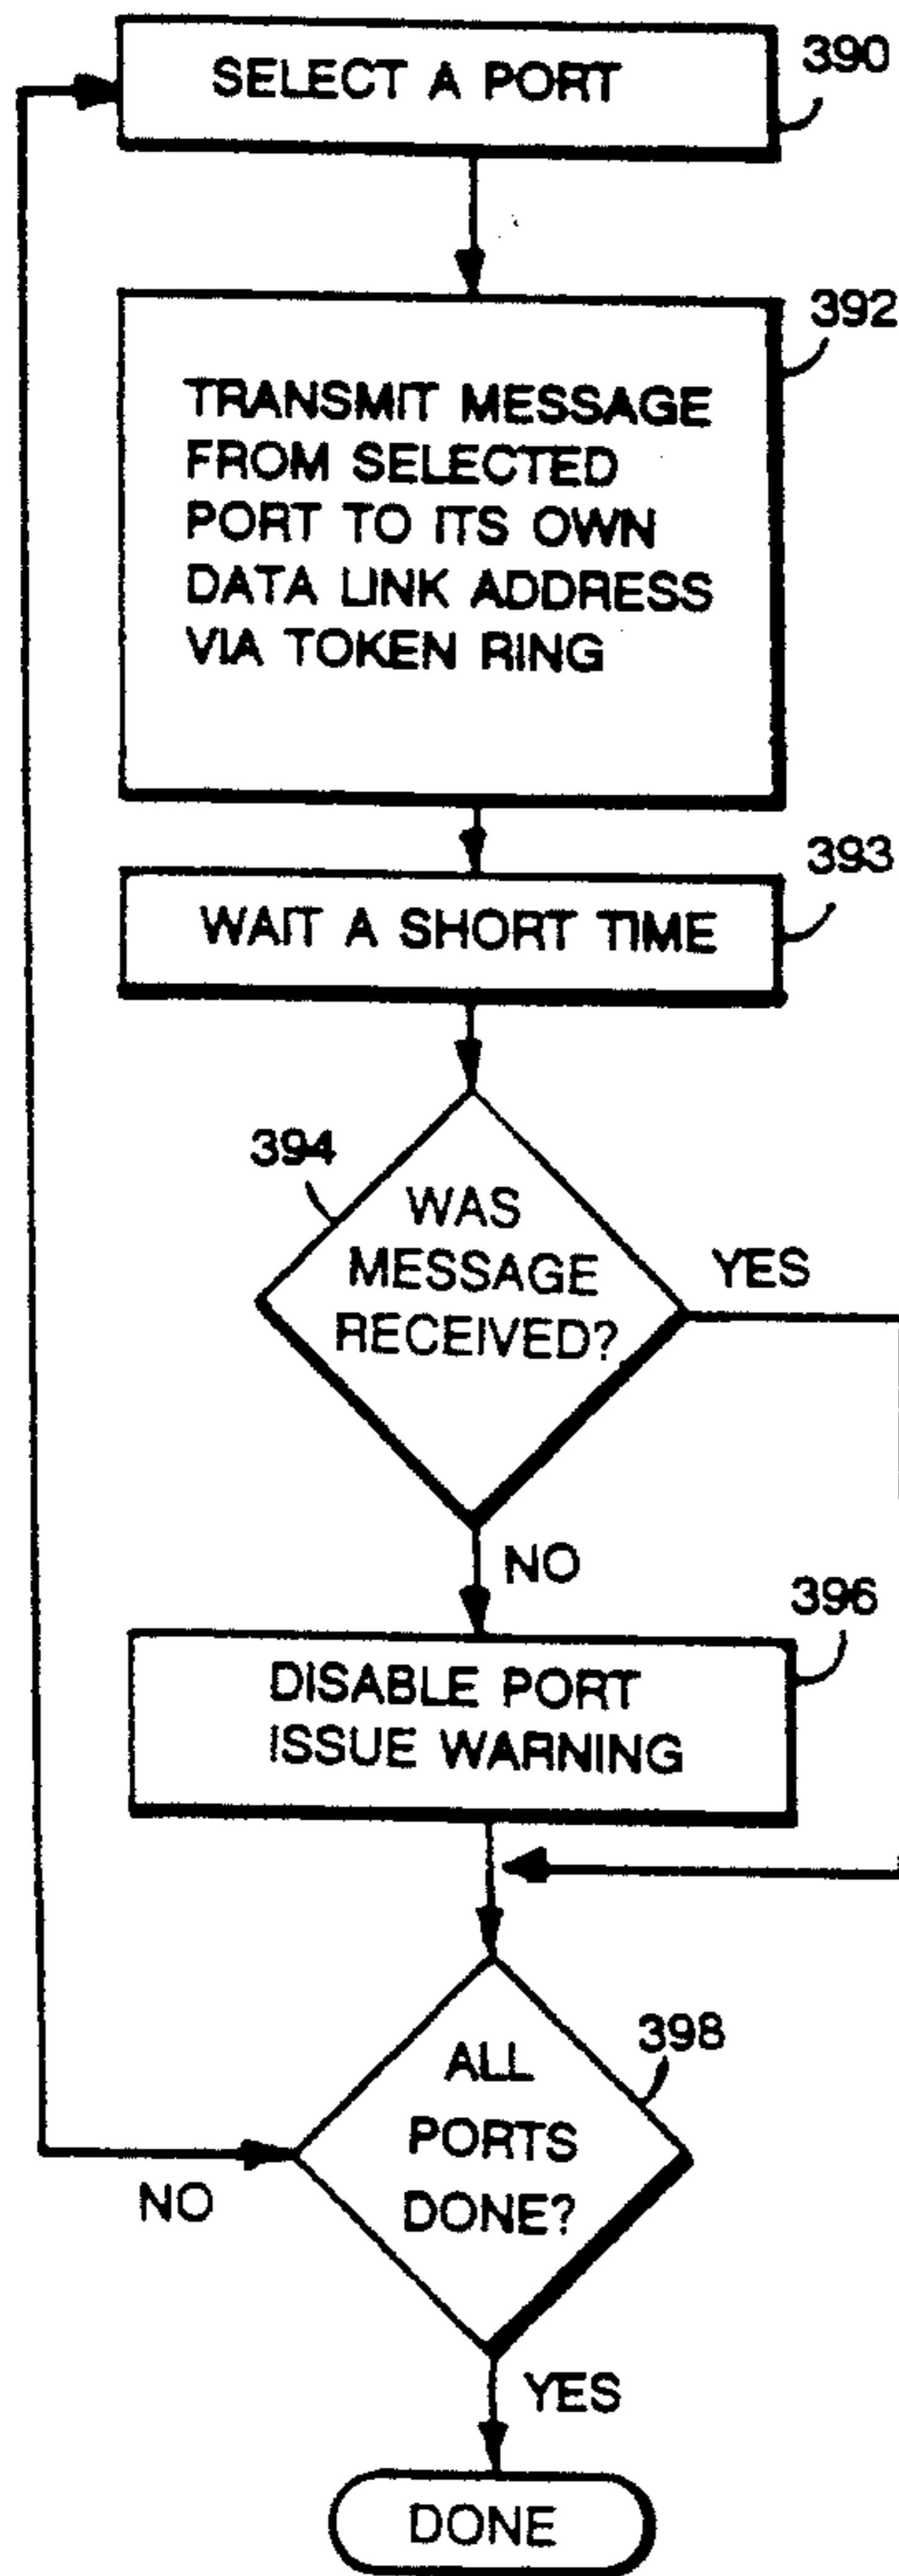 SELECT A PORT
390
392
TRANSMIT MESSAGE
FROM SELECTED
PORT TO ITS OWN
DATA LINK ADDRESS
VIA TOKEN RING
393
WAIT A SHORT TIME
394
WAS
MESSAGE
RECEIVED?
YES
NO
396
DISABLE PORT
ISSUE WARNING
398
ALL
PORTS
DONE?
NO
YES
DONE